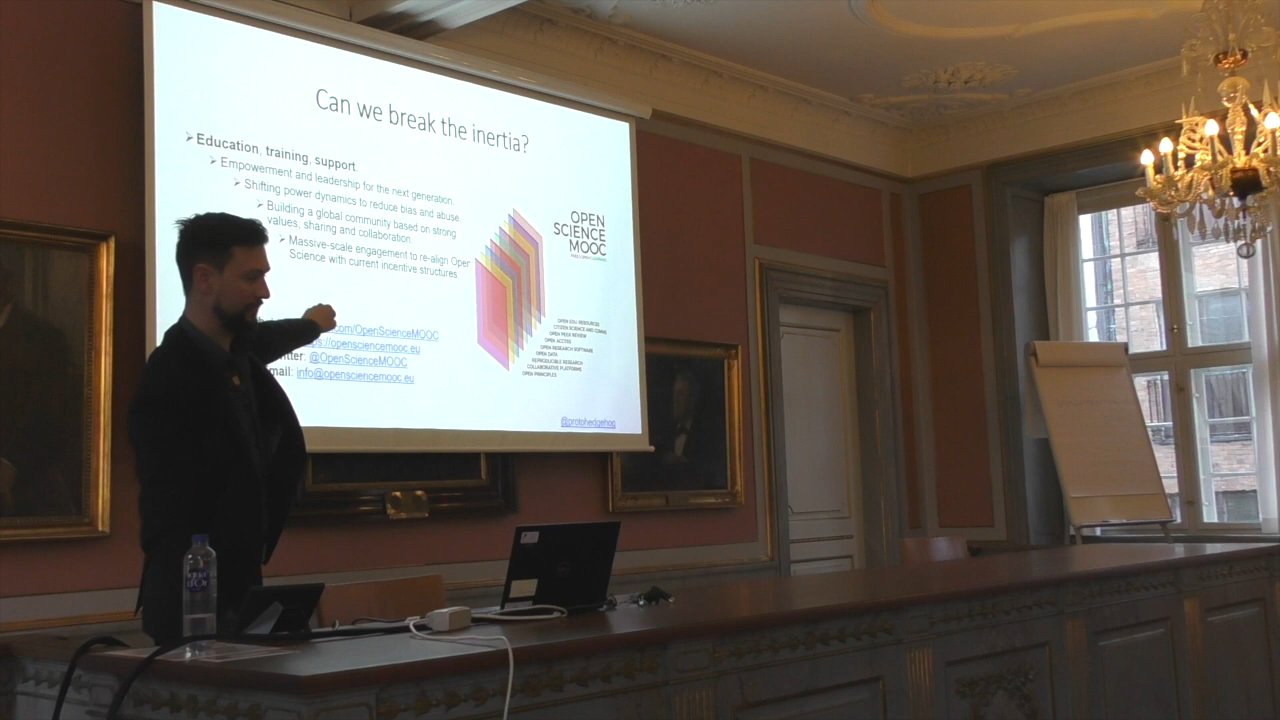 Can we break the inertia?
Education, training, support.
Empowerment and leadership for the next generation.
Shifting power dynamics to reduce bias and abuse
Building a global community based on strong
values, sharing and collaboration.
Massive-scale engagement to re-align Open
Science with current incentive structures
.com/OpenScienceMOOC
https://opensciencemooc.eu
Twitter: @OpenScienceMOOC
Email: info@opensciencemooc.eu
OPEN
SCIENCE
MOOC
OPEN EDU RESOURCES
CITIZEN SCIENCE AND COMMS
OPEN PEER REVIEW
OPEN ACCESS
OPEN RESEARCH SOFTWARE
OPEN DATA
REPRODUCIBLE RESEARCH
COLLABORATIVE PLATFORMS
OPEN PRINCIPLES
@protohedgehog
aqua
d'Or